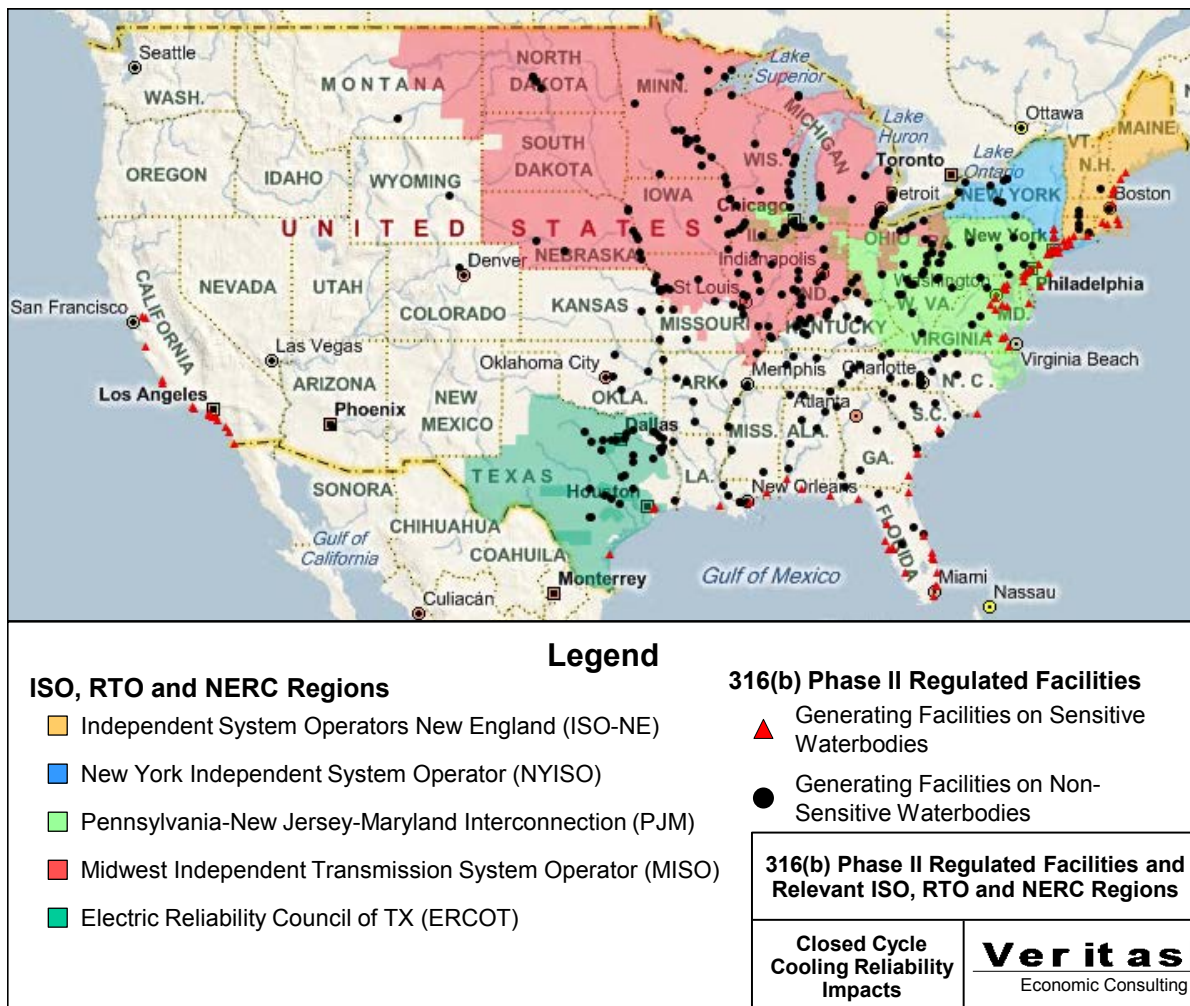 Seattle
WASH.
MONTANA
NORTH
DAKOTA
MINN.
Lake
Superior
Ottawa
MAINE
VT.
N.H.
OREGON
IDAHO
WYOMING
SOUTH
DAKOTA
WIS.
MICHIGAN
Lake
Huron
Toronto
Lake
Ontario
NEW YORK
Boston
Detroit
IOWA
Chicago
UNITED STATES
NEBRASKA
ILL.
Indianapolis
IND.
OHIO
PA.
New York
Philadelphia
Washington
MD.
W. VA.
VIRGINIA
Virginia Beach
NEVADA
UTAH
Denver
COLORADO
KANSAS
St Louis
MISSOURI
KENTUCKY
San Francisco
CALIFORNIA
Las Vegas
Los Angeles
ARIZONA
Phoenix
NEW
MEXICO
Oklahoma City
OKLA.
ARK.
Memphis
Charlotte
N. C.
S.C.
Atlanta
MISS.
ALA.
GA.
Dallas
TEXAS
LA.
Houston
New Orleans
FLORIDA
SONORA
CHIHUAHUA
COAHUILA
Gulf of
California
Monterrey
Culiacán
Gulf of Mexico
Miami
Nassau
Legend
ISO, RTO and NERC Regions
Independent System Operators New England (ISO-NE)
New York Independent System Operator (NYISO)
Pennsylvania-New Jersey-Maryland Interconnection (PJM)
Midwest Independent Transmission System Operator (MISO)
Electric Reliability Council of TX (ERCOT)
316(b) Phase II Regulated Facilities
Generating Facilities on Sensitive
Waterbodies
Generating Facilities on Non-
Sensitive Waterbodies
316(b) Phase II Regulated Facilities and
Relevant ISO, RTO and NERC Regions
Closed Cycle
Cooling Reliability
Impacts
Veritas
Economic Consulting